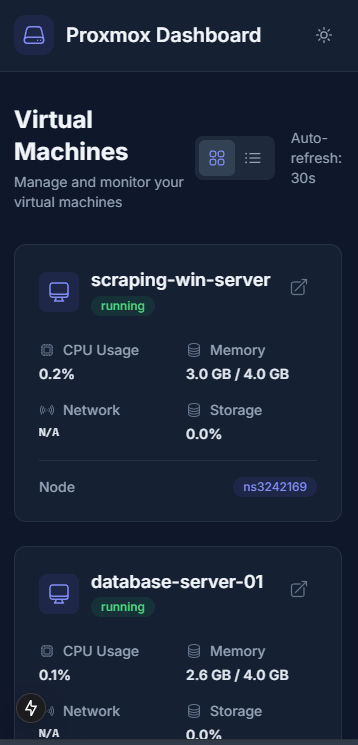 Proxmox Dashboard
Virtual
Machines
Manage and monitor your
virtual machines
Auto-
refresh:
30s
scraping-win-server
running
CPU Usage
Memory
0.2%
3.0 GB / 4.0 GB
Network
Storage
N/A
0.0%
Node
ns3242169
database-server-01
running
CPU Usage
Memory
0.1%
2.6 GB / 4.0 GB
Network
Storage
N/A
0.0%